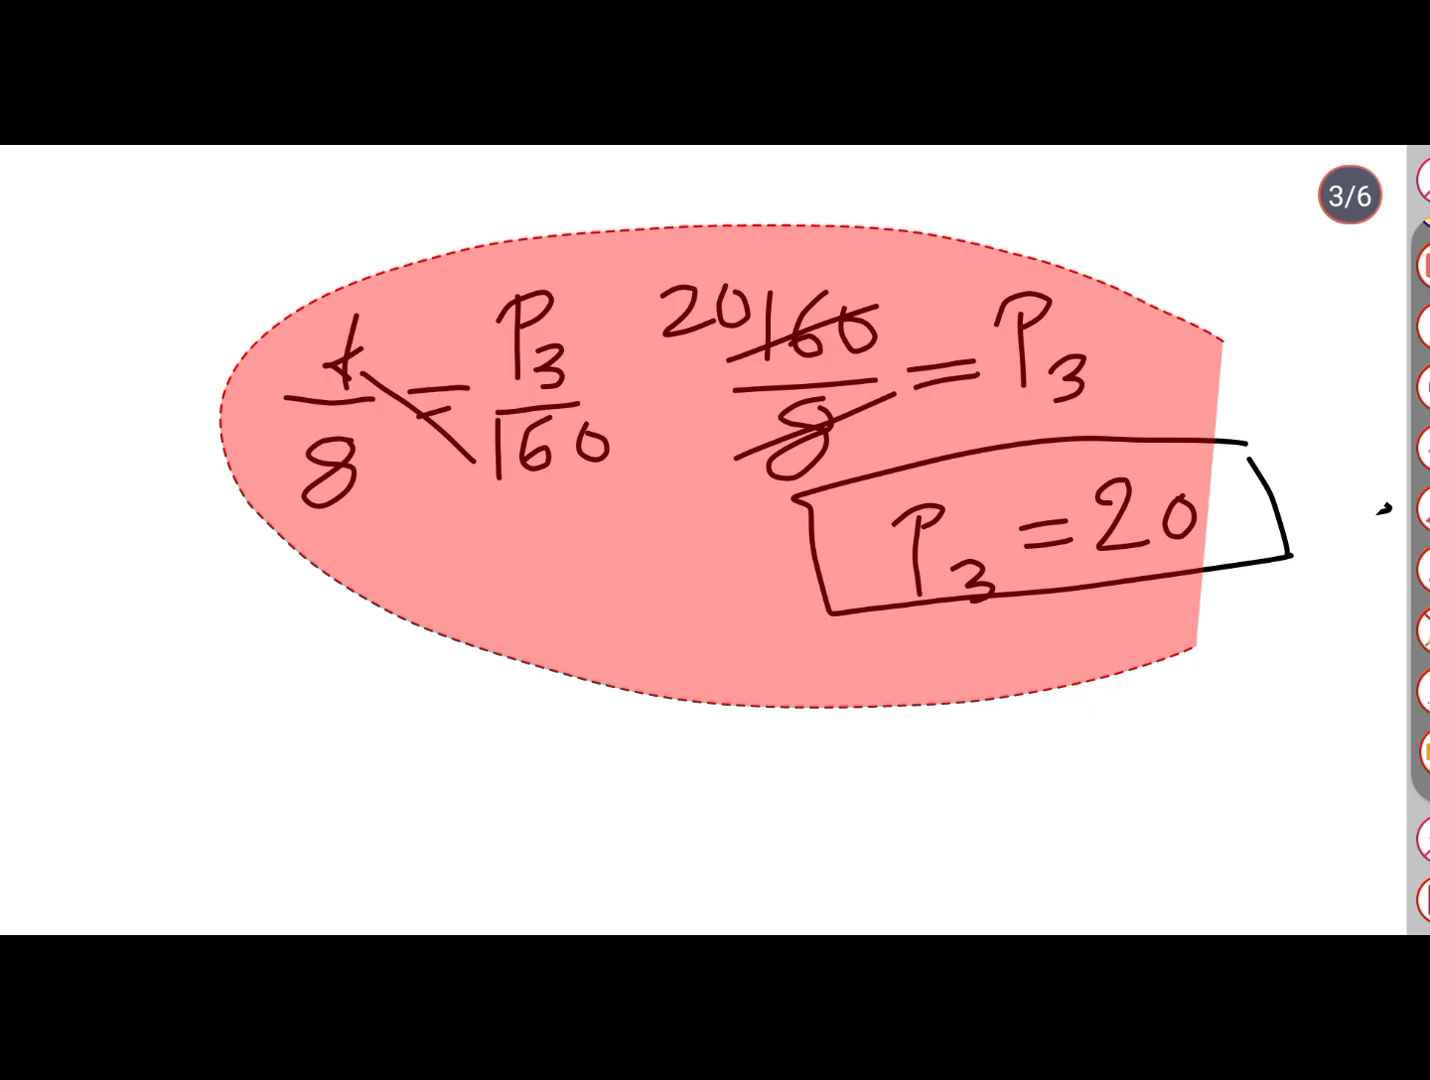 3/6
1/8 = P₃/160
20 160/8 = P₃
P₃ = 20